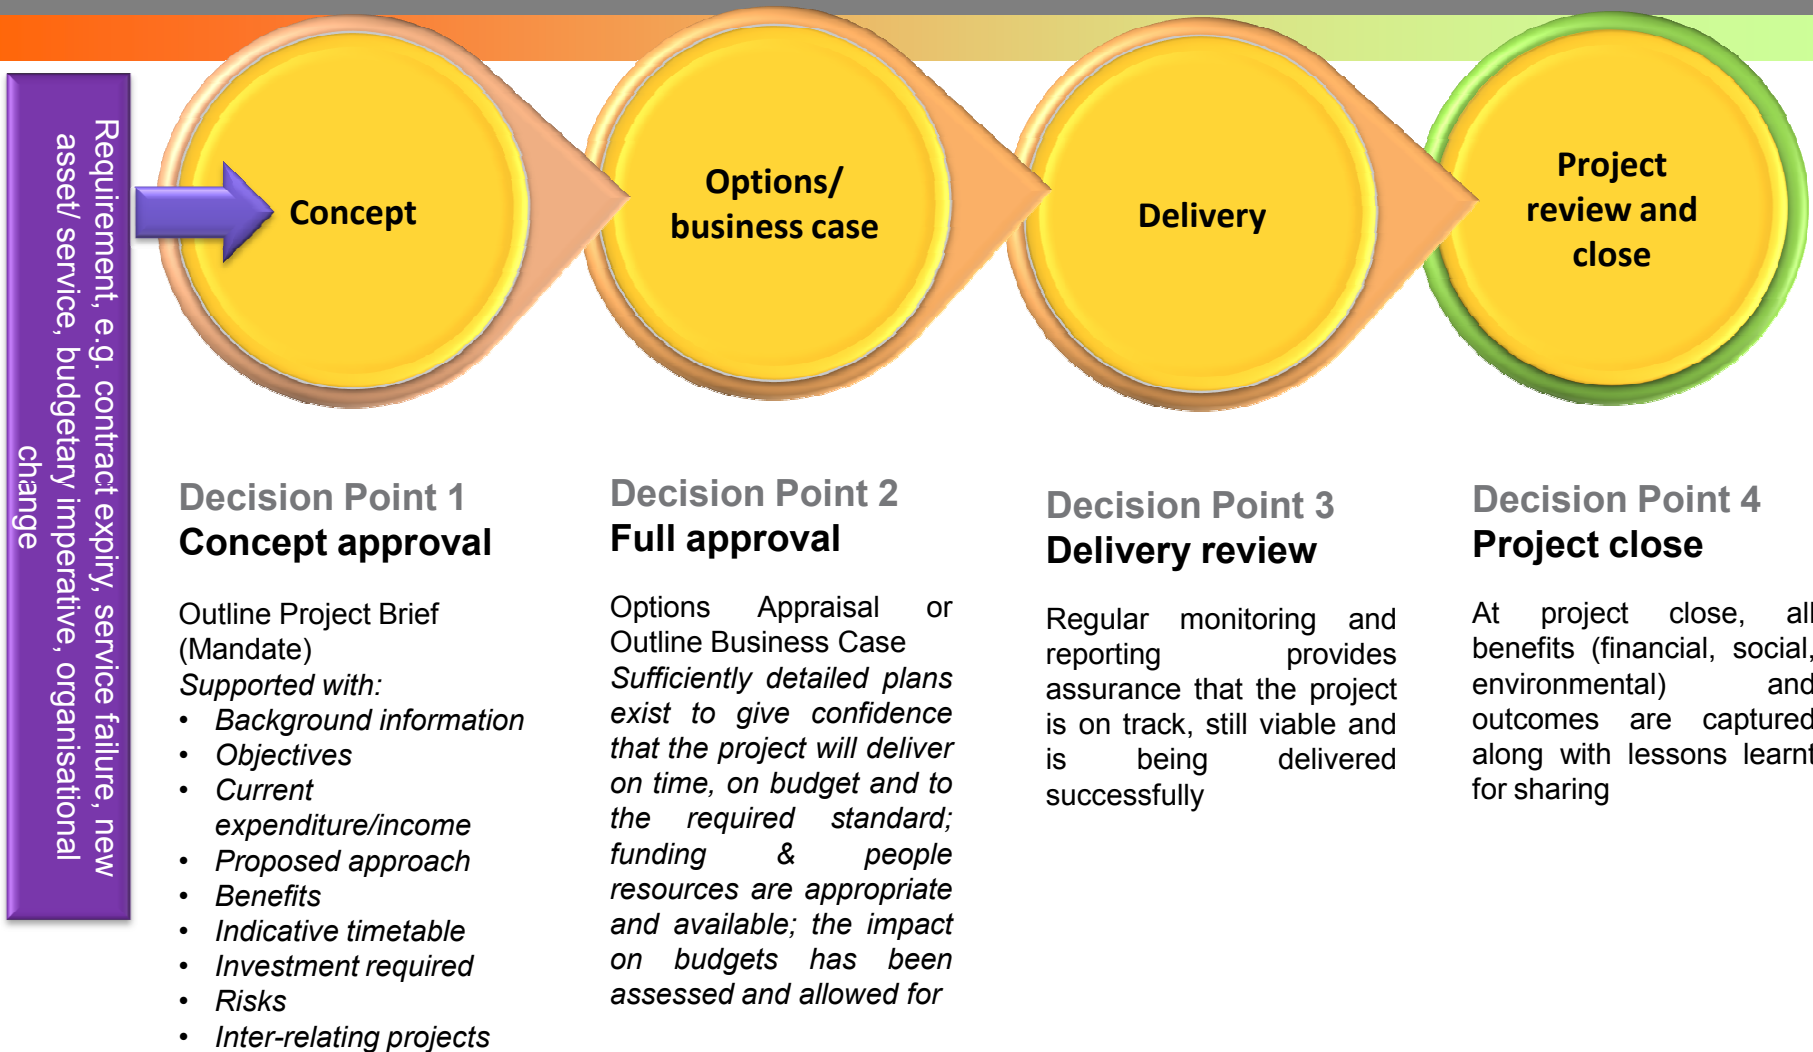 Requirement, e.g. contract expiry, service failure, new
asset/ service, budgetary imperative, organisational
change
Concept
Options/
business case
Delivery
Project
review and
close
Decision Point 1
Concept approval
Outline Project Brief
(Mandate)
Supported with:
• Background information
• Objectives
• Current
expenditure/income
• Proposed approach
• Benefits
• Indicative timetable
• Investment required
• Risks
• Inter-relating projects
Decision Point 2
Full approval
Options Appraisal or
Outline Business Case
Sufficiently detailed plans
exist to give confidence
that the project will deliver
on time, on budget and to
the required standard;
funding & people
resources are appropriate
and available; the impact
on budgets has been
assessed and allowed for
Decision Point 3
Delivery review
Regular monitoring and
reporting provides
assurance that the project
is on track, still viable and
is being delivered
successfully
Decision Point 4
Project close
At project close, all
benefits (financial, social,
environmental) and
outcomes are captured
along with lessons learnt
for sharing